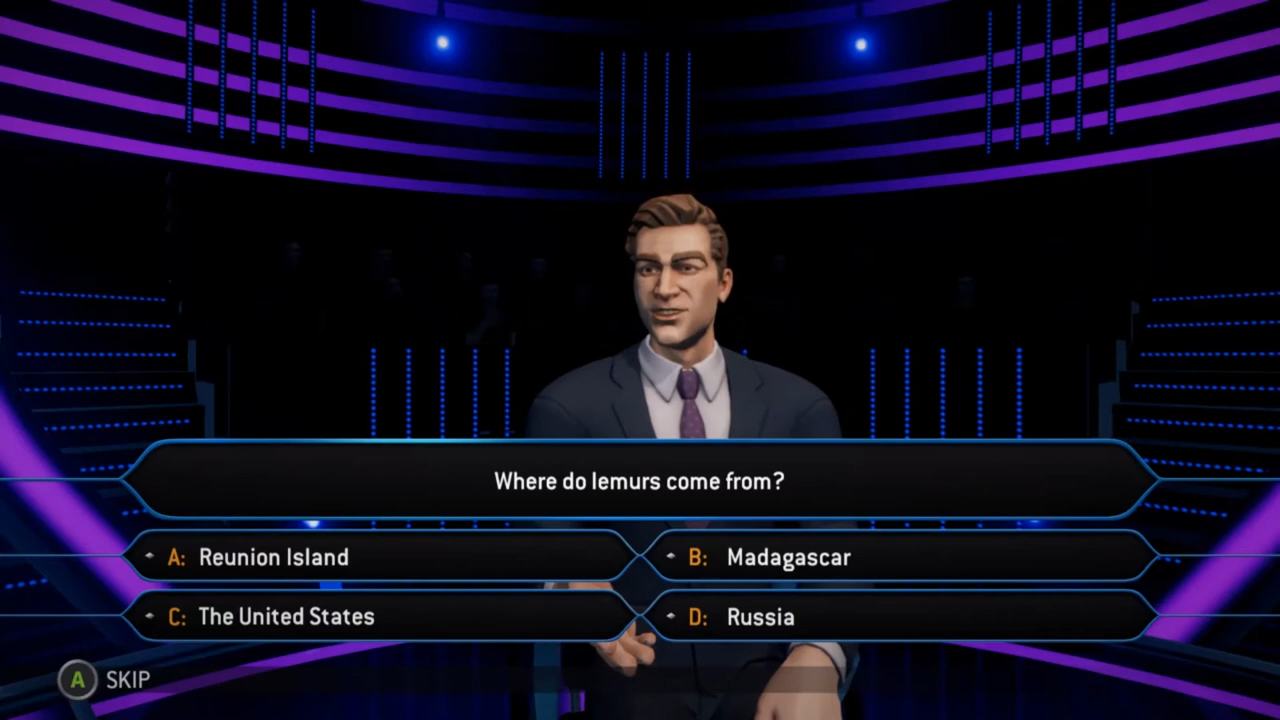 Where do lemurs come from?
A: Reunion Island
B: Madagascar
C: The United States
D: Russia
A SKIP